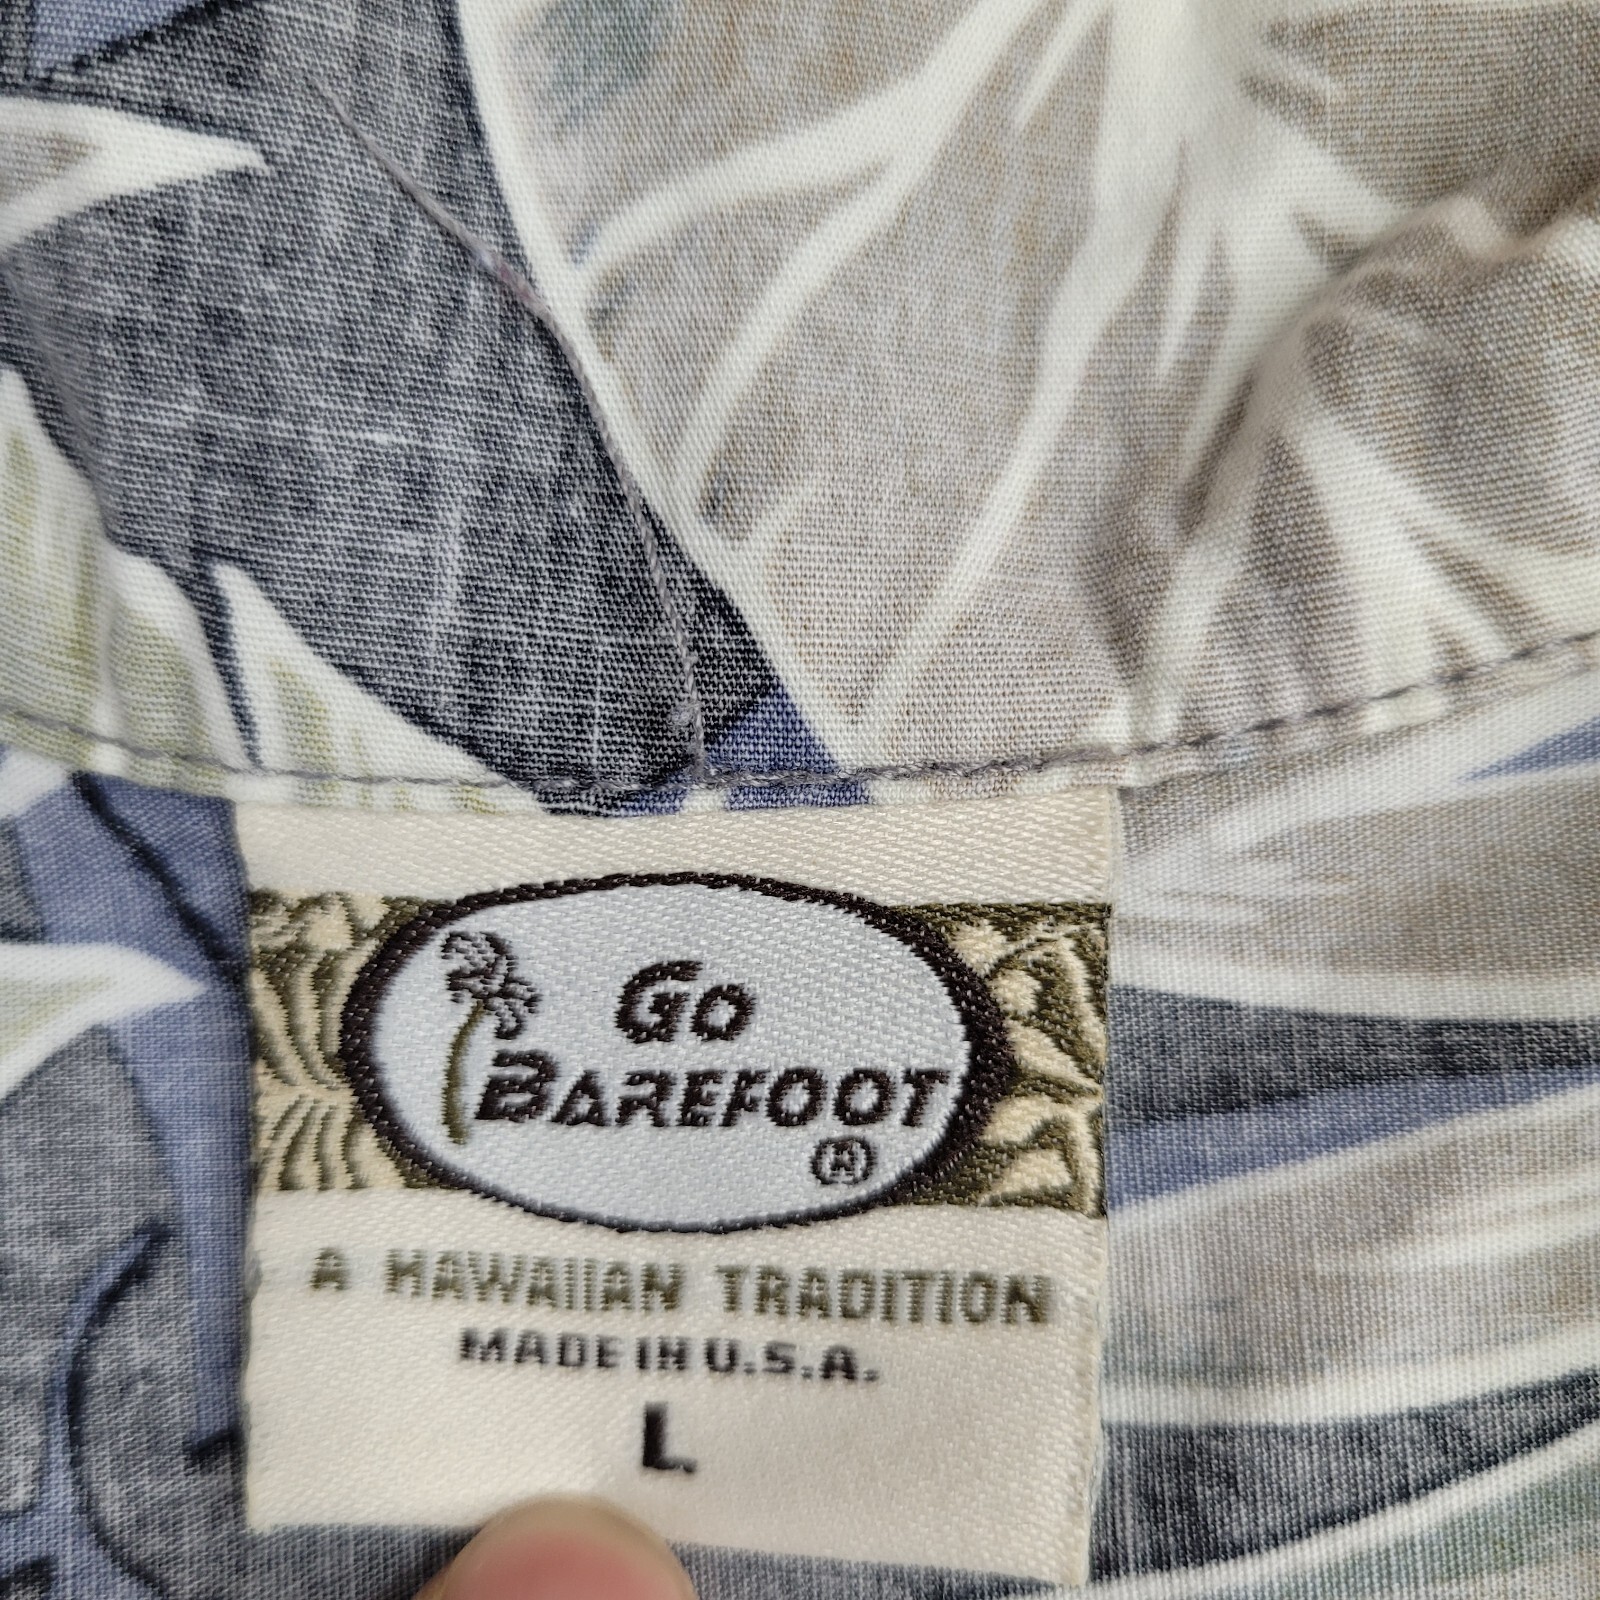 Go
BAREFOOT
®
A HAWAIIAN TRADITION
MADE IN U.S.A.
L